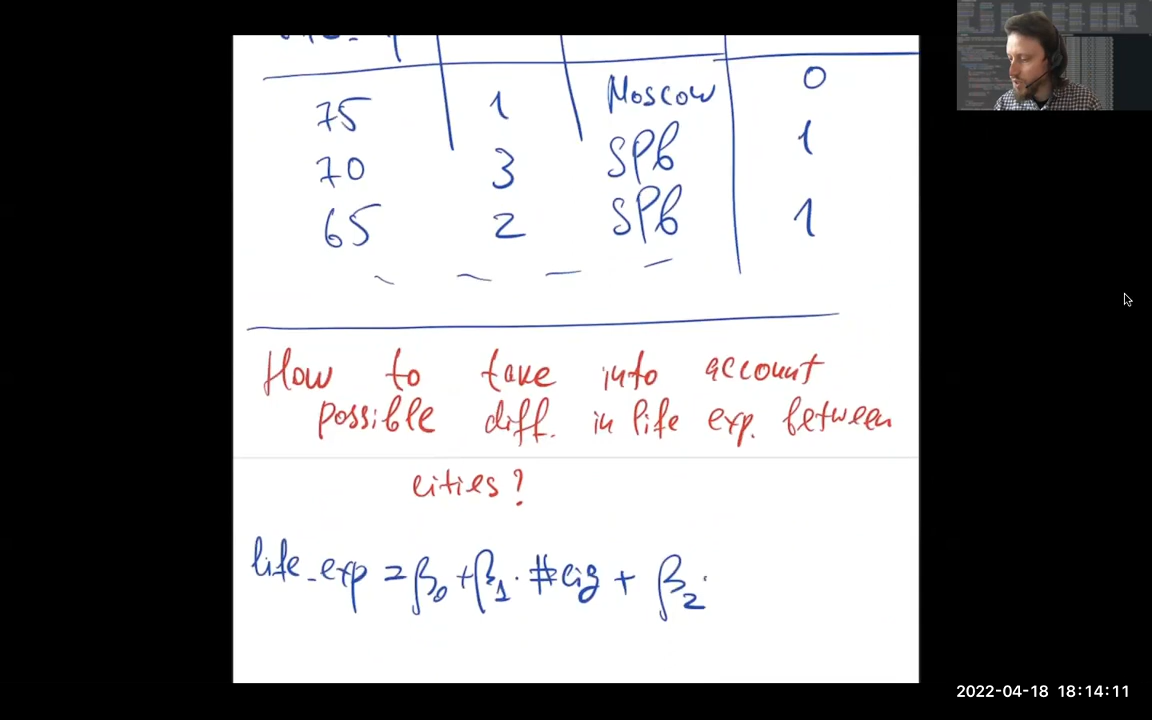 75 1 Moscow 0
70 3 SPb 1
65 2 SPb 1
How to take into account
possible diff. in life exp. between
cities?
life_exp = β₀ + β₁ · #cig + β₂ ·
2022-04-18 18:14:11